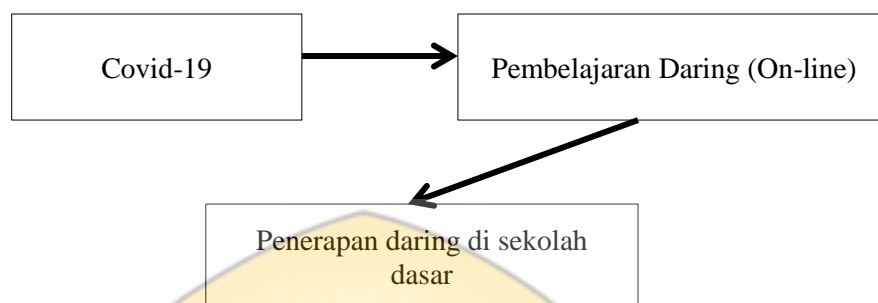 Covid-19
Pembelajaran Daring (On-line)
Penerapan daring di sekolah
dasar